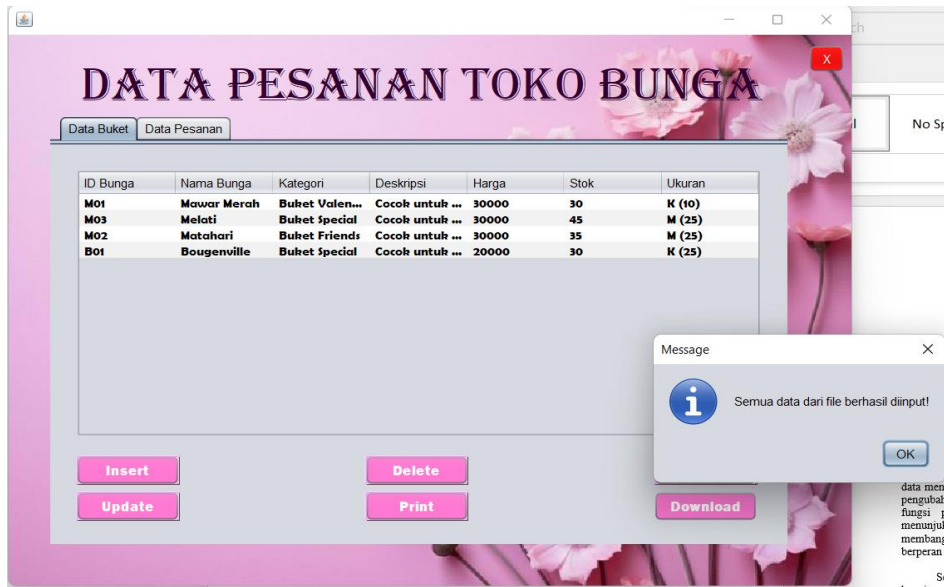 ch
X
DATA PESANAN TOKO BUNGA
No Sp
Data Buket Data Pesanan
ID Bunga Nama Bunga Kategori Deskripsi Harga Stok Ukuran
M01 Mawar Merah Buket Valen... Cocok untuk ... 30000 30 K (10)
M03 Melati Buket Special Cocok untuk ... 30000 45 M (25)
M02 Matahari Buket Friends Cocok untuk ... 30000 35 M (25)
B01 Bougenville Buket Special Cocok untuk ... 20000 30 K (25)
Message
Semua data dari file berhasil diinput!
OK
Insert Delete
Update Print Download
data men
pengubah
fungsi p
menunjuk
membang
berperan